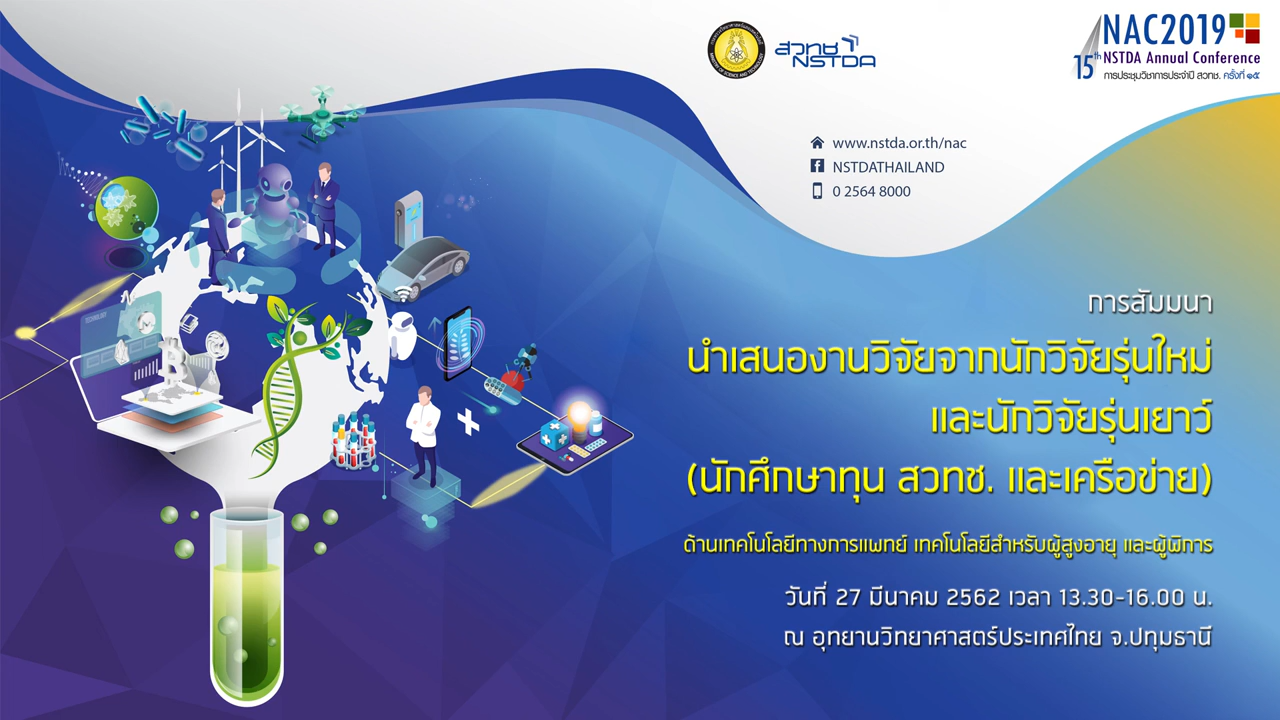 สวทช
NSTDA
NAC2019
15th NSTDA Annual Conference
การประชุมวิชาการประจำปี สวทช. ครั้งที่ ๑๕
www.nstda.or.th/nac
NSTDATHAILAND
0 2564 8000
การสัมมนา
นำเสนองานวิจัยจากนักวิจัยรุ่นใหม่
และนักวิจัยรุ่นเยาว์
(นักศึกษาทุน สวทช. และเครือข่าย)
ด้านเทคโนโลยีทางการแพทย์ เทคโนโลยีสำหรับผู้สูงอายุ และผู้พิการ
วันที่ 27 มีนาคม 2562 เวลา 13.30-16.00 น.
ณ อุทยานวิทยาศาสตร์ประเทศไทย จ.ปทุมธานี